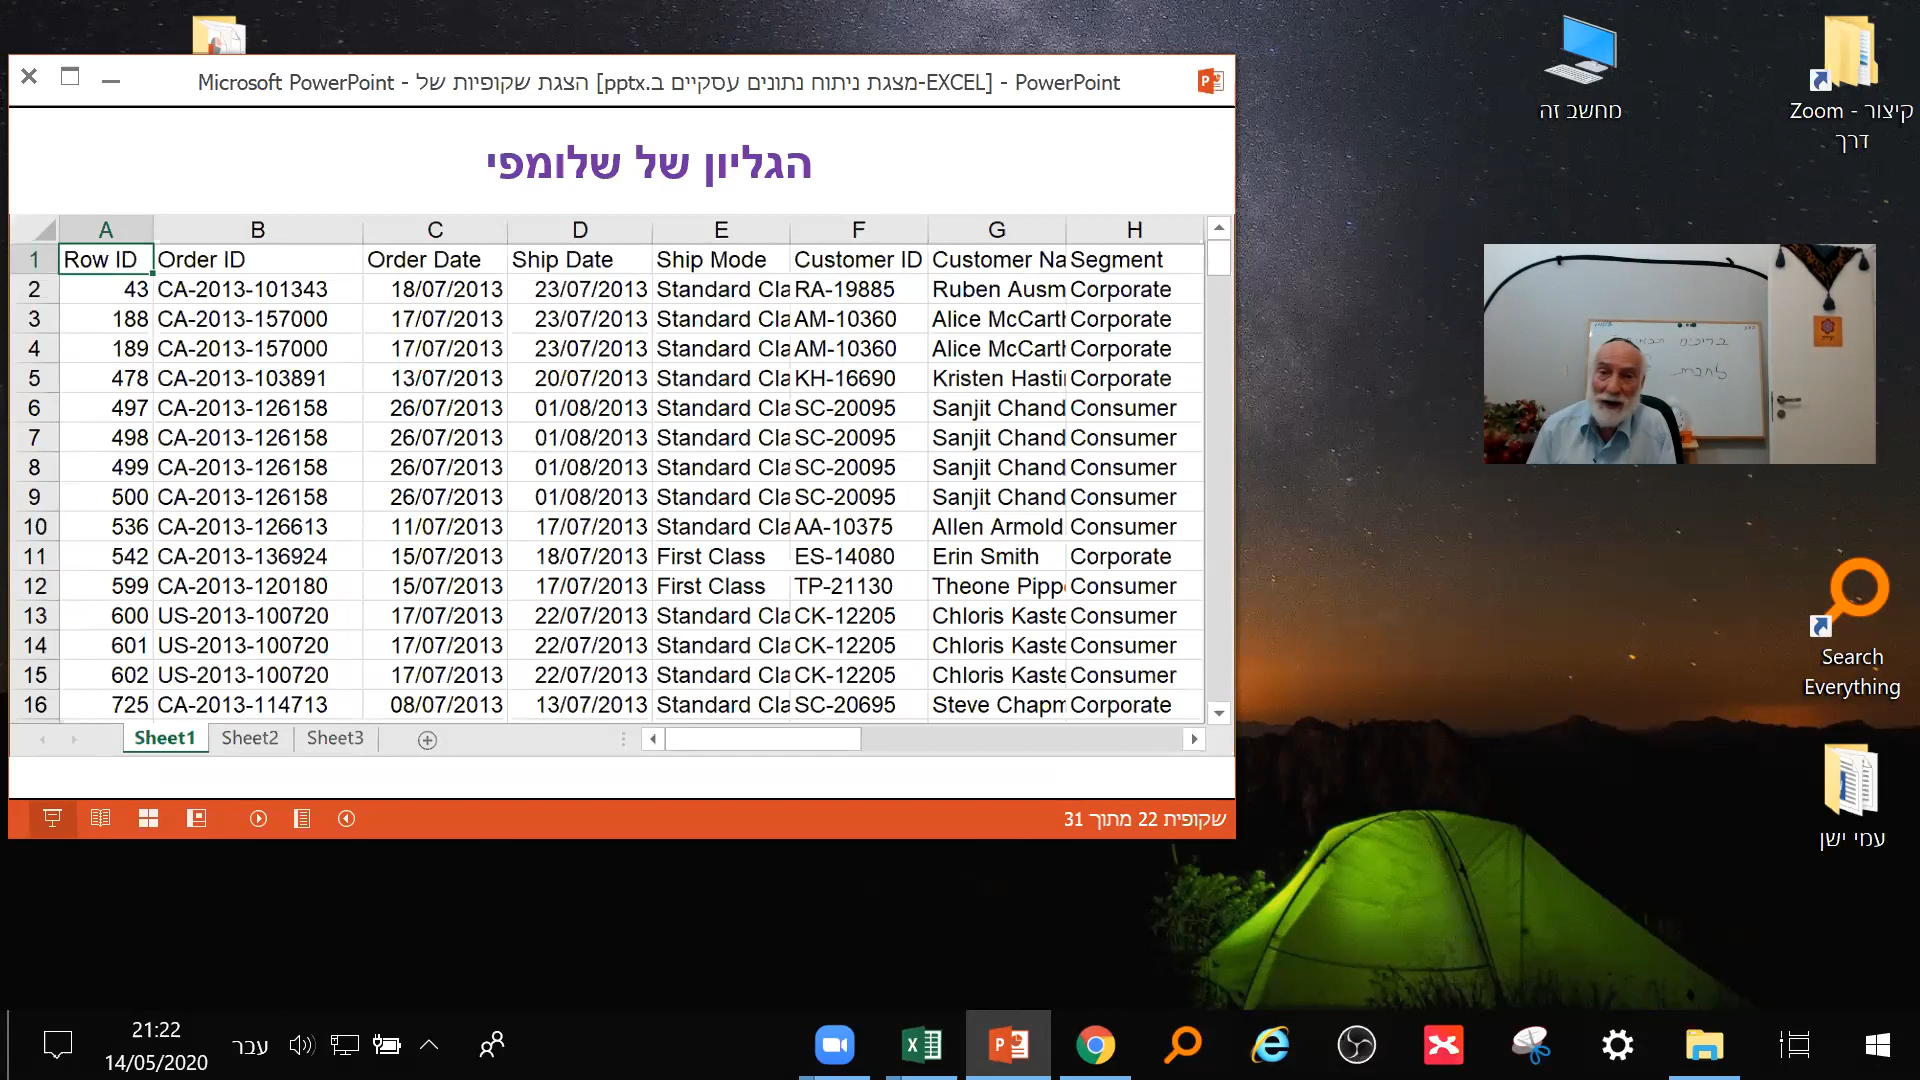 Microsoft PowerPoint - הצגת שקופיות של [מצגת ניתוח נתונים עסקיים ב-EXCEL.pptx] - PowerPoint
הגליון של שלומפי
A B C D E F G H
1 Row ID Order ID Order Date Ship Date Ship Mode Customer ID Customer Na Segment
2 43 CA-2013-101343 18/07/2013 23/07/2013 Standard Cla RA-19885 Ruben Ausm Corporate
3 188 CA-2013-157000 17/07/2013 23/07/2013 Standard Cla AM-10360 Alice McCart Corporate
4 189 CA-2013-157000 17/07/2013 23/07/2013 Standard Cla AM-10360 Alice McCart Corporate
5 478 CA-2013-103891 13/07/2013 20/07/2013 Standard Cla KH-16690 Kristen Hasti Corporate
6 497 CA-2013-126158 26/07/2013 01/08/2013 Standard Cla SC-20095 Sanjit Chand Consumer
7 498 CA-2013-126158 26/07/2013 01/08/2013 Standard Cla SC-20095 Sanjit Chand Consumer
8 499 CA-2013-126158 26/07/2013 01/08/2013 Standard Cla SC-20095 Sanjit Chand Consumer
9 500 CA-2013-126158 26/07/2013 01/08/2013 Standard Cla SC-20095 Sanjit Chand Consumer
10 536 CA-2013-126613 11/07/2013 17/07/2013 Standard Cla AA-10375 Allen Armold Consumer
11 542 CA-2013-136924 15/07/2013 18/07/2013 First Class ES-14080 Erin Smith Corporate
12 599 CA-2013-120180 15/07/2013 17/07/2013 First Class TP-21130 Theone Pipp Consumer
13 600 US-2013-100720 17/07/2013 22/07/2013 Standard Cla CK-12205 Chloris Kaste Consumer
14 601 US-2013-100720 17/07/2013 22/07/2013 Standard Cla CK-12205 Chloris Kaste Consumer
15 602 US-2013-100720 17/07/2013 22/07/2013 Standard Cla CK-12205 Chloris Kaste Consumer
16 725 CA-2013-114713 08/07/2013 13/07/2013 Standard Cla SC-20695 Steve Chapm Corporate
Sheet1 Sheet2 Sheet3
שקופית 22 מתוך 31
מחשב זה
קיצור - Zoom
דרך
ברוכים הבאים
Search
Everything
עמי ישן
21:22
14/05/2020
עבר